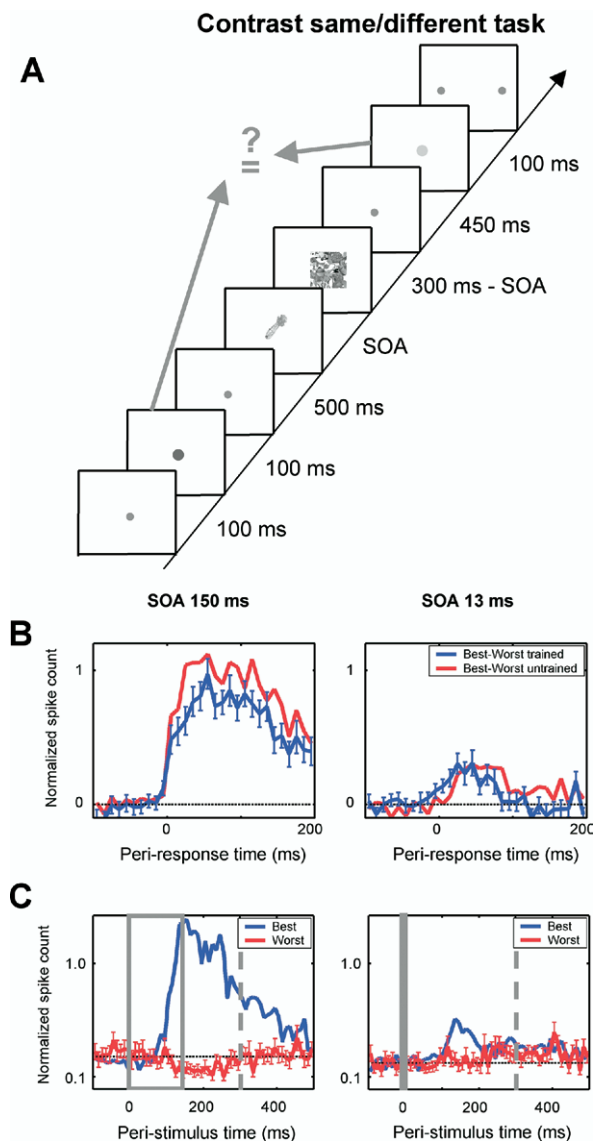 Contrast same/different task
A
?
=
100 ms
450 ms
300 ms - SOA
SOA
500 ms
100 ms
100 ms
SOA 150 ms
SOA 13 ms
B
Normalized spike count
1
0
0
200
Peri-response time (ms)
Best-Worst trained
Best-Worst untrained
1
0
0
200
Peri-response time (ms)
C
Normalized spike count
Best
Worst
1.0
0.1
0 200 400
Peri-stimulus time (ms)
Best
Worst
1.0
0.1
0 200 400
Peri-stimulus time (ms)